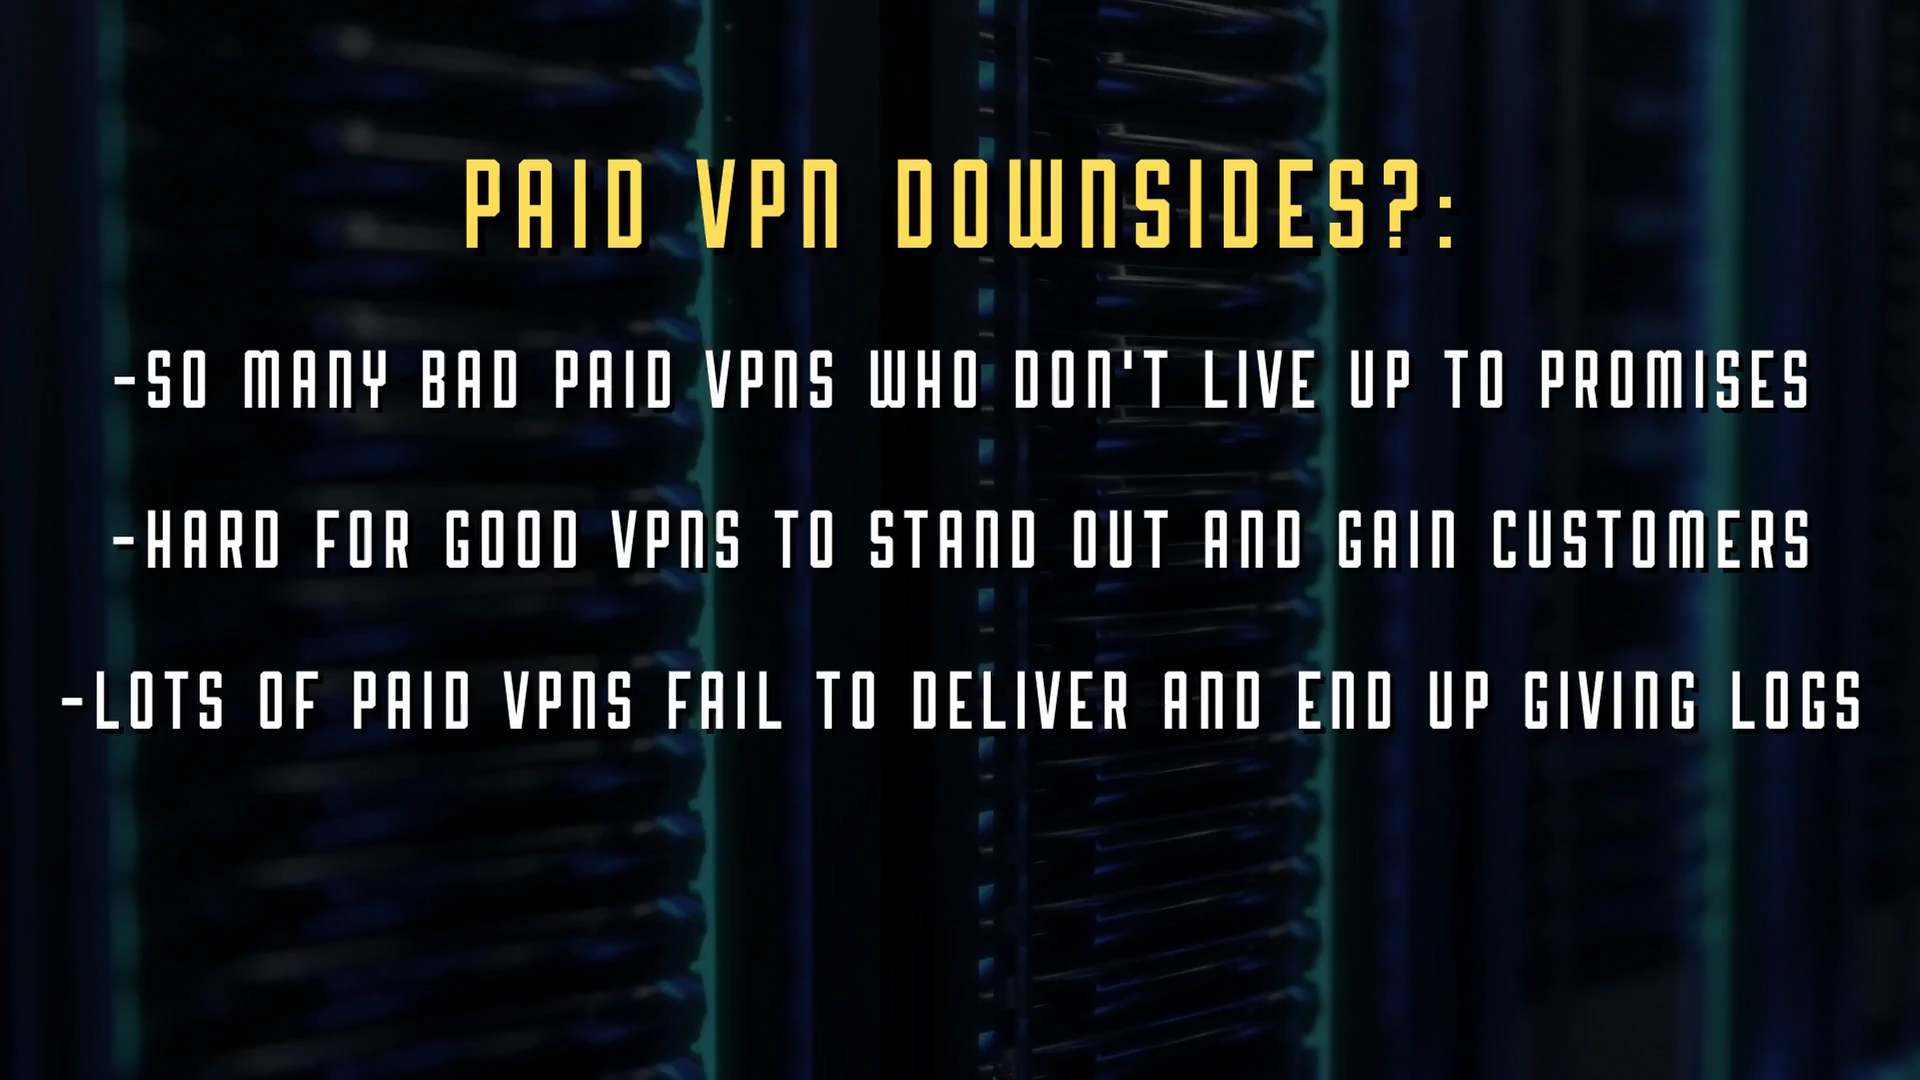 PAID VPN DOWNSIDES?:
-SO MANY BAD PAID VPNS WHO DON'T LIVE UP TO PROMISES
-HARD FOR GOOD VPNS TO STAND OUT AND GAIN CUSTOMERS
-LOTS OF PAID VPNS FAIL TO DELIVER AND END UP GIVING LOGS